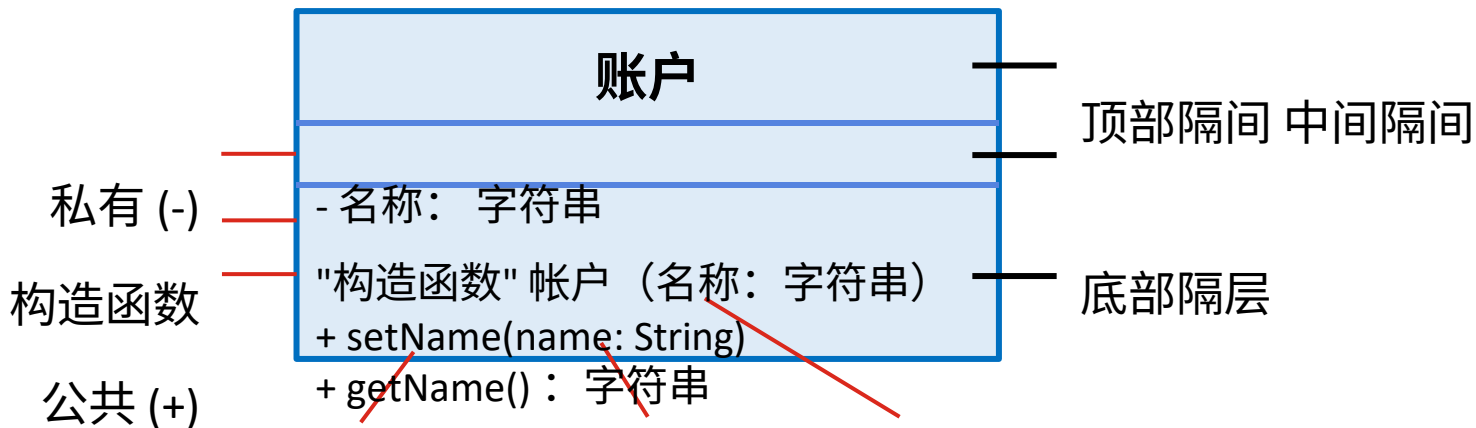 账户
顶部隔间 中间隔间
私有 (-)
- 名称： 字符串
构造函数
"构造函数" 帐户（名称：字符串）
底部隔层
+ setName(name: String)
公共 (+)
+ getName()：字符串